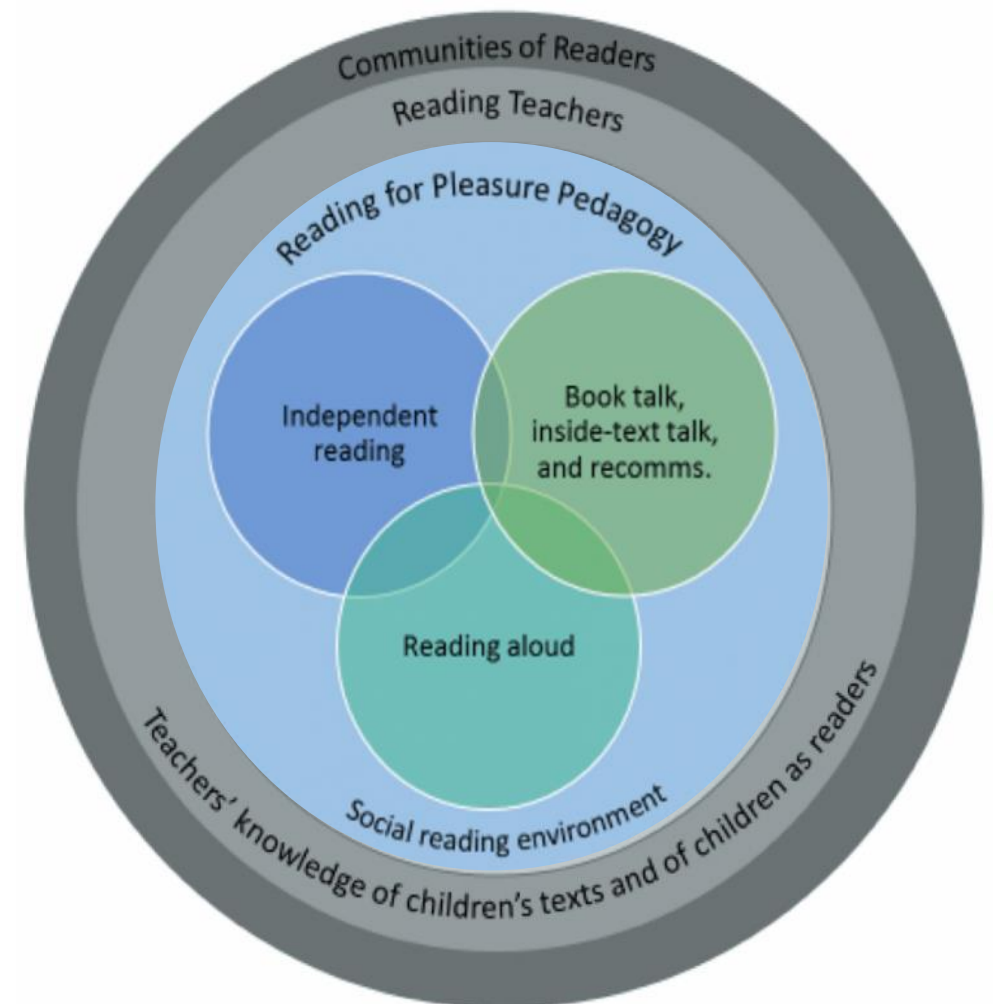 Communities of Readers
Reading Teachers
Reading for Pleasure Pedagogy
Independent
reading
Book talk,
inside-text talk,
and recomms.
Reading aloud
Social reading environment
Teachers’ knowledge of children’s texts and of children as readers